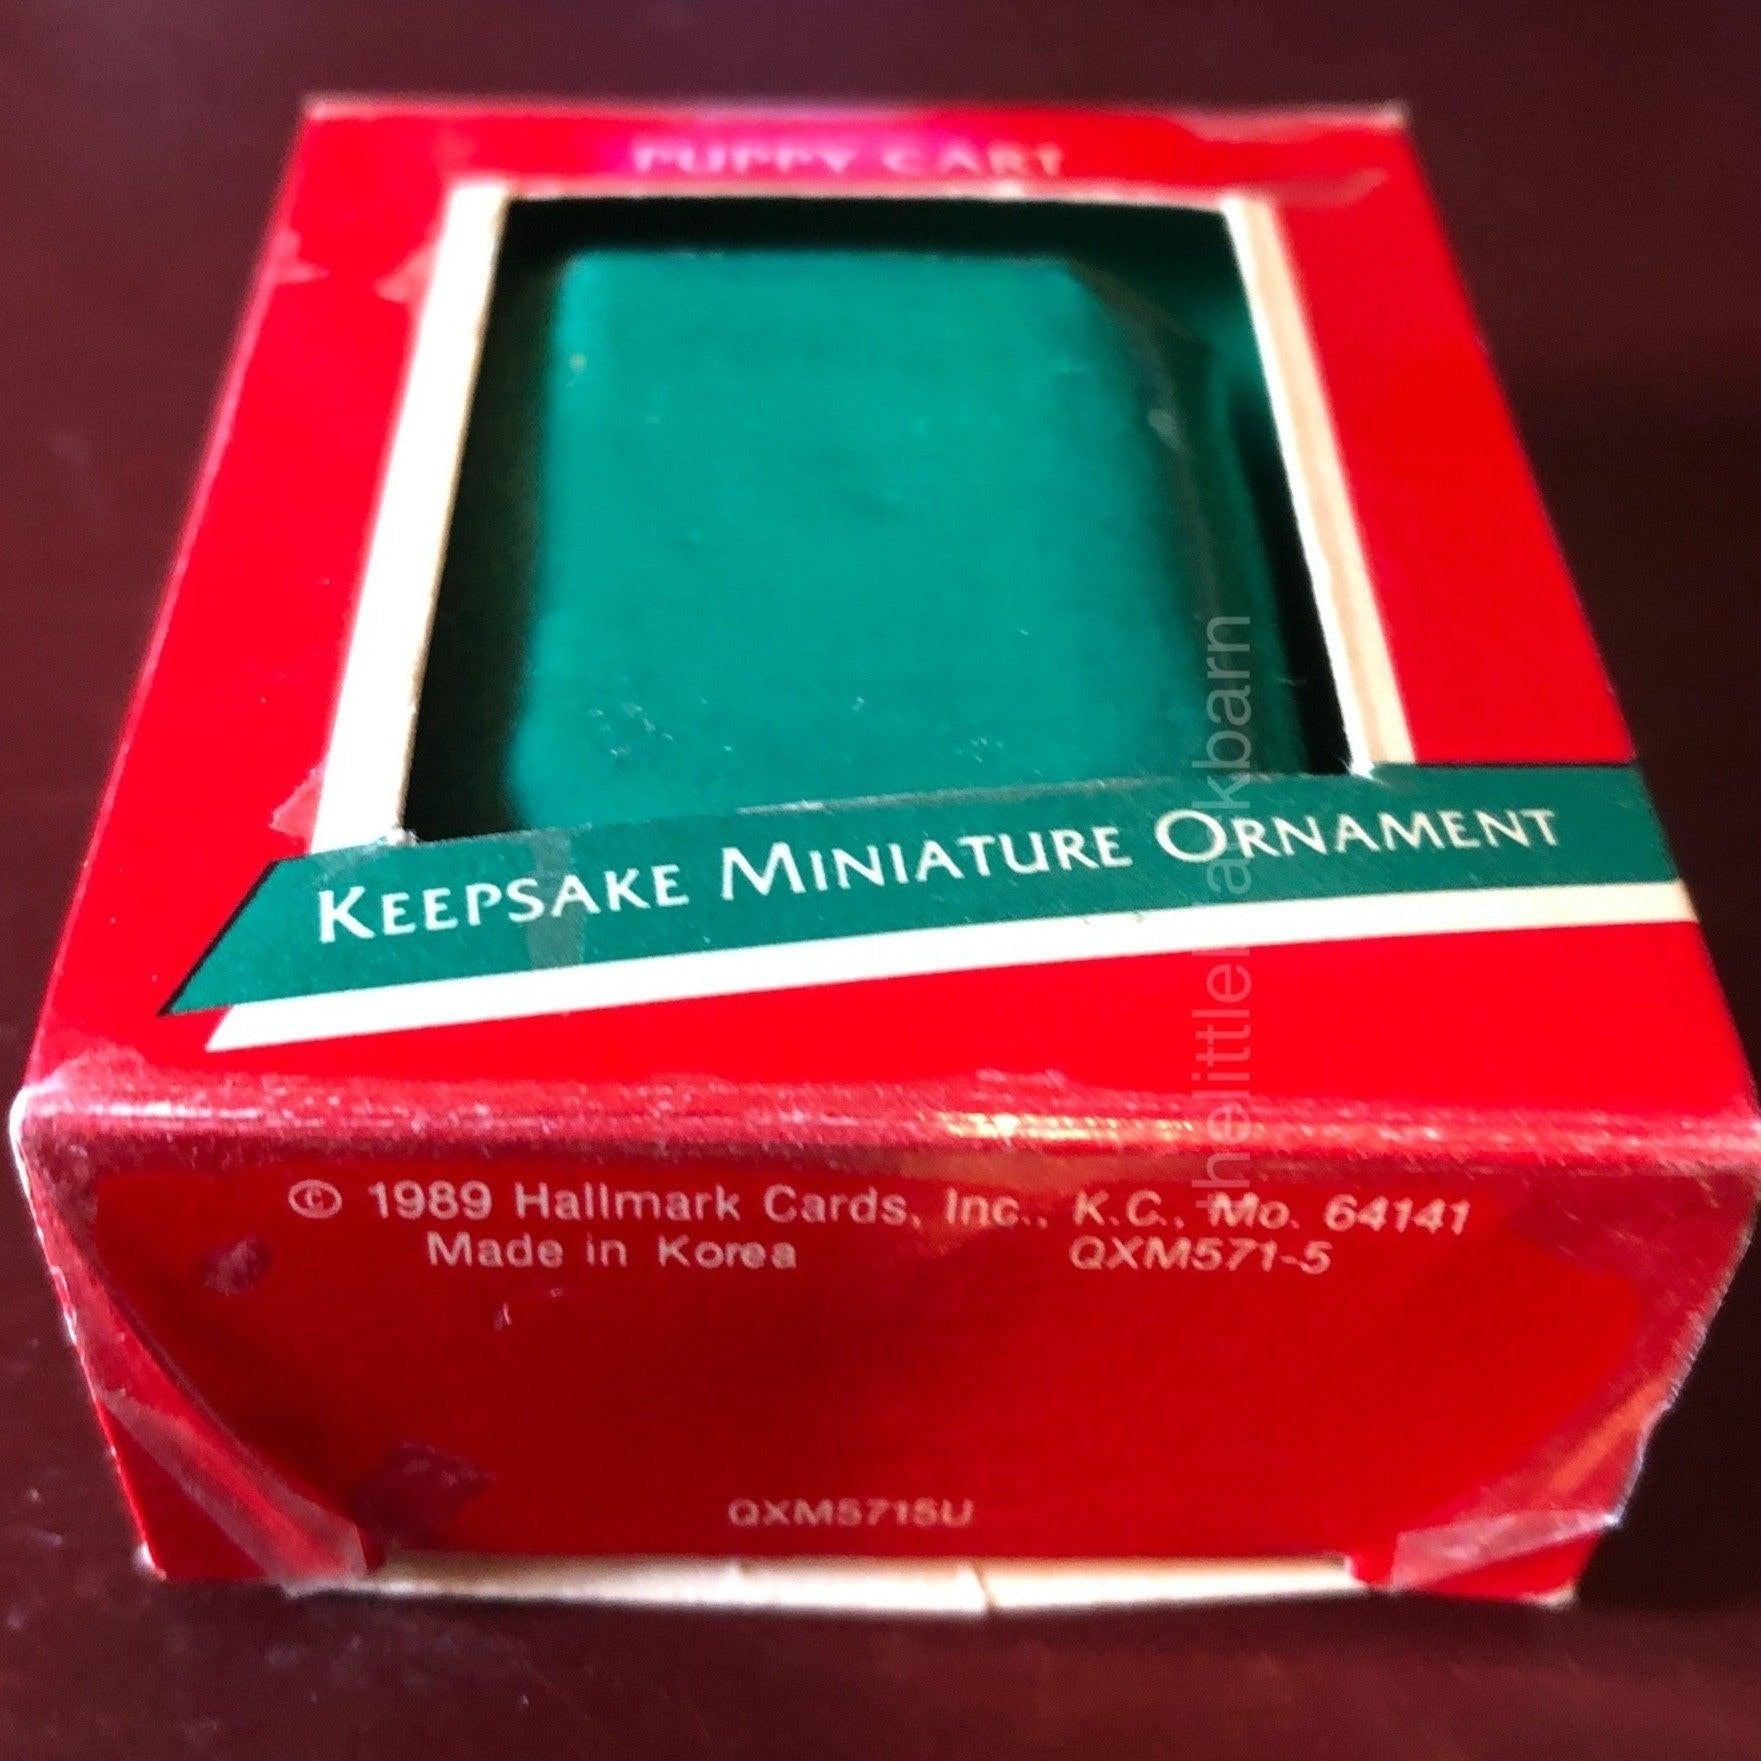 PUPPY CART
KEEPSAKE MINIATURE ORNAMENT
© 1989 Hallmark Cards, Inc., K.C., Mo. 64141
Made in Korea QXM571-5
QXM5715U